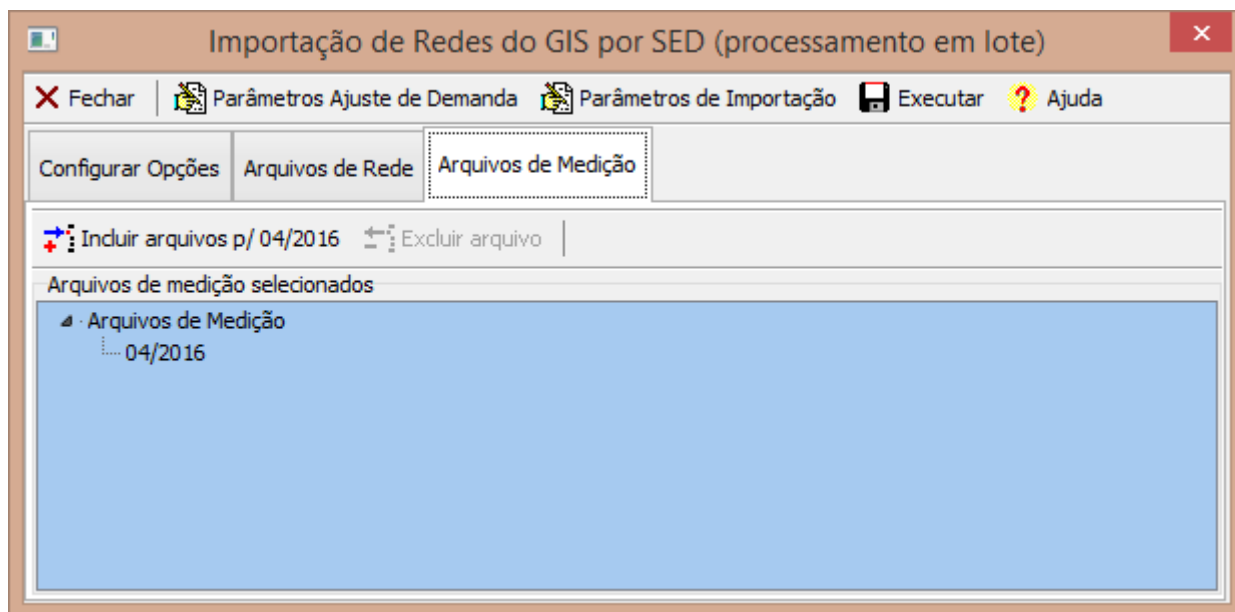 Importação de Redes do GIS por SED (processamento em lote)
Fechar Parâmetros Ajuste de Demanda Parâmetros de Importação Executar Ajuda
Configurar Opções Arquivos de Rede Arquivos de Medição
Incluir arquivos p/ 04/2016 Excluir arquivo
Arquivos de medição selecionados
Arquivos de Medição
04/2016